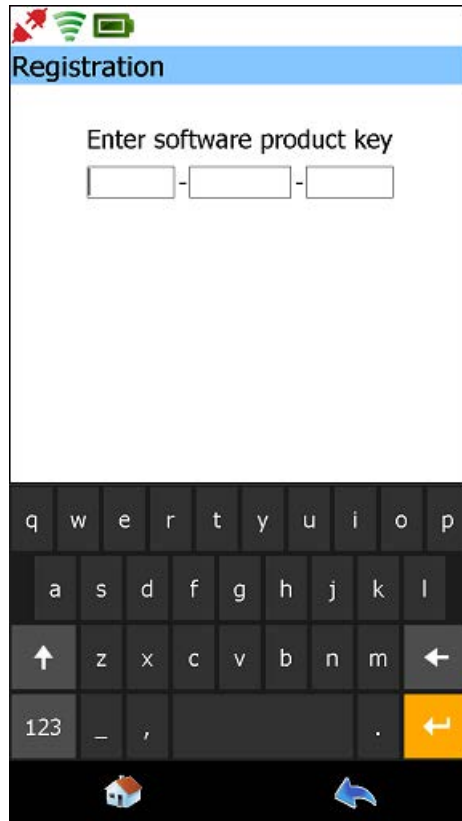 Registration
Enter software product key
- -
q w e r t y u i o p
a s d f g h j k l
z x c v b n m
123 _ , .